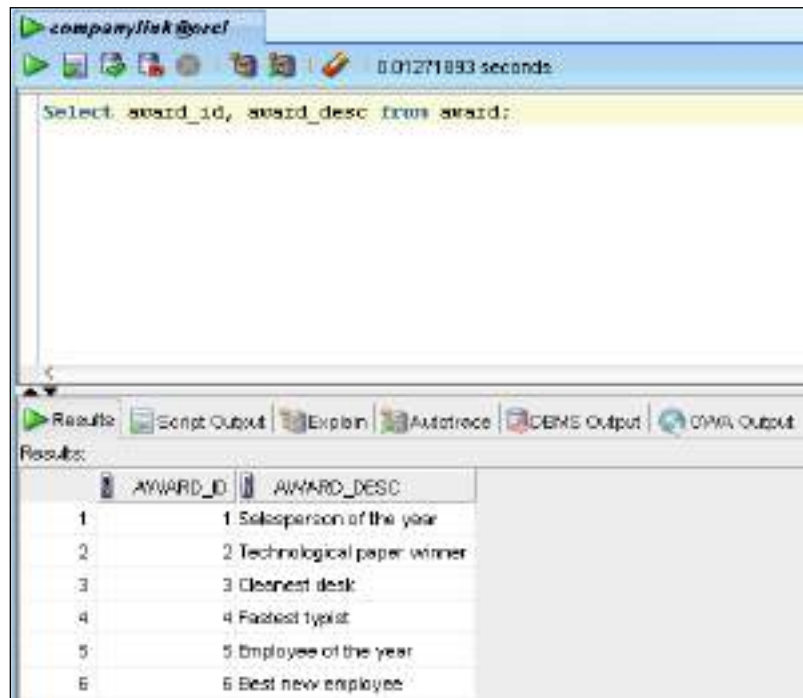 companylink@orcl
0.01271893 seconds
Select award_id, award_desc from award;
Results Script Output Explain Autotrace DBMS Output OWA Output
Results:
AWARD_ID AWARD_DESC
1 1 Salesperson of the year
2 2 Technological paper winner
3 3 Cleanest desk
4 4 Fastest typist
5 5 Employee of the year
6 6 Best new employee